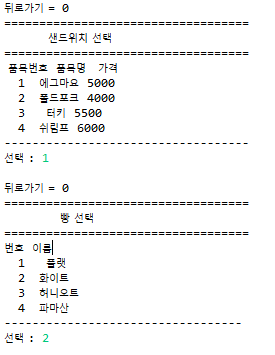 뒤로가기 = 0
===================================
샌드위치 선택
===================================
품목번호 품목명 가격
1 에그마요 5000
2 폴드포크 4000
3 터키 5500
4 쉬림프 6000
-----------------------------------
선택 : 1
뒤로가기 = 0
===================================
빵 선택
===================================
번호 이름
1 플랫
2 화이트
3 허니오트
4 파마산
----------------------------------
선택 : 2